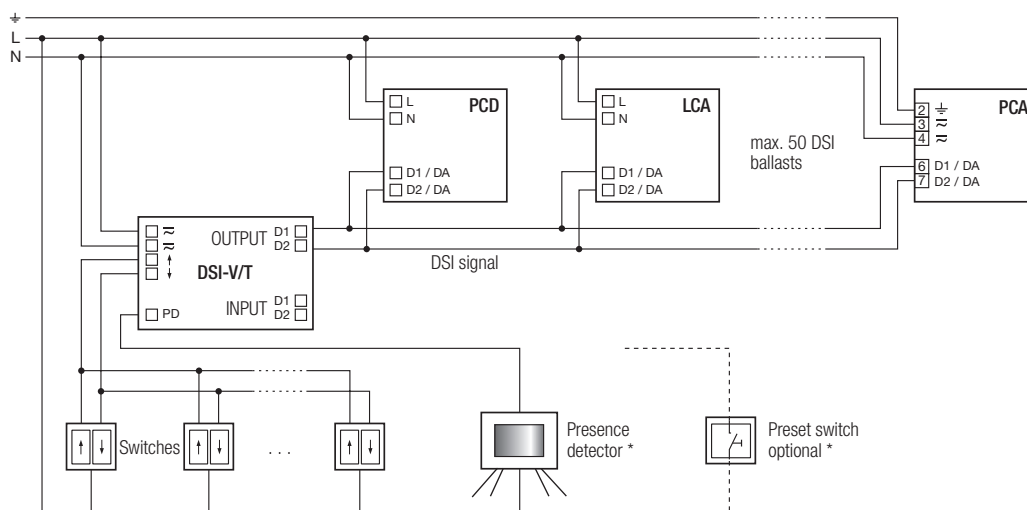 L
N
L
N
PCD
D1 / DA
D2 / DA
L
N
LCA
D1 / DA
D2 / DA
max. 50 DSI
ballasts
2
3
4
PCA
6 D1 / DA
7 D2 / DA
OUTPUT D1
D2
DSI-V/T
INPUT D1
D2
PD
DSI signal
Switches
. . .
Presence
detector *
Preset switch
optional *